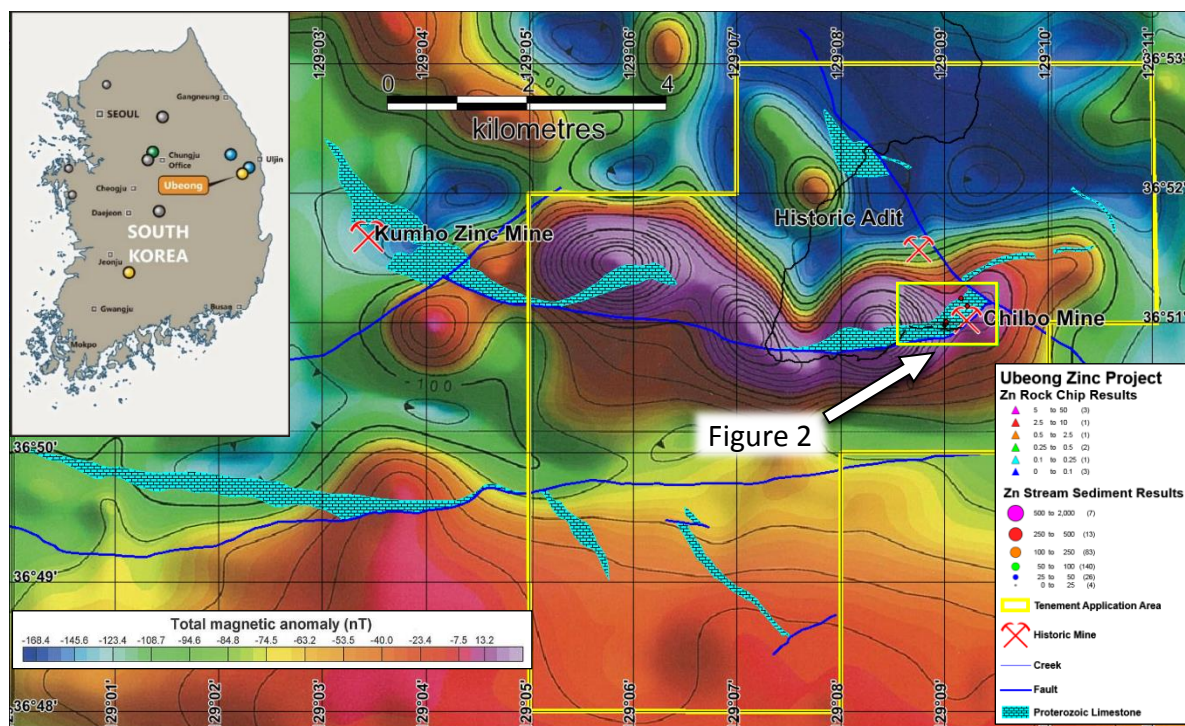 SEOUL
Gangneung
Chungju
Office
Uljin
Ubeong
Cheogju
Daejeon
SOUTH
KOREA
Jeonju
Gwangju
Busan
Mokpo
129°03'
129°04'
129°05'
129°06'
129°07'
129°08'
129°09'
129°10'
129°11'
36°53'
0 2 4
kilometres
36°52'
Historic Adit
Kumho Zinc Mine
Chilbo Mine
36°51'
-100
Figure 2
36°50'
36°49'
36°48'
Total magnetic anomaly (nT)
-168.4 -145.6 -123.4 -108.7 -94.6 -84.8 -74.5 -63.2 -53.5 -40.0 -23.4 -7.5 13.2
129°01'
129°02'
129°03'
129°04'
129°05'
129°06'
129°07'
129°08'
129°09'
Ubeong Zinc Project
Zn Rock Chip Results
5 to 50 (3)
2.5 to 10 (1)
0.5 to 2.5 (1)
0.25 to 0.5 (2)
0.1 to 0.25 (1)
0 to 0.1 (3)
Zn Stream Sediment Results
500 to 2,000 (7)
250 to 500 (13)
100 to 250 (83)
50 to 100 (140)
25 to 50 (26)
0 to 25 (4)
Tenement Application Area
Historic Mine
Creek
Fault
Proterozoic Limestone